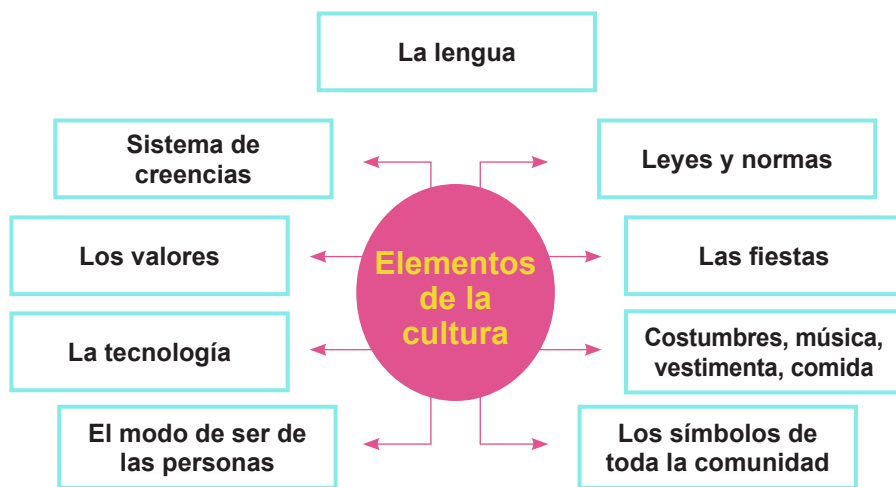 La lengua
Sistema de
creencias
Leyes y normas
Los valores
Elementos
de la
cultura
Las fiestas
La tecnología
Costumbres, música,
vestimenta, comida
El modo de ser de
las personas
Los símbolos de
toda la comunidad